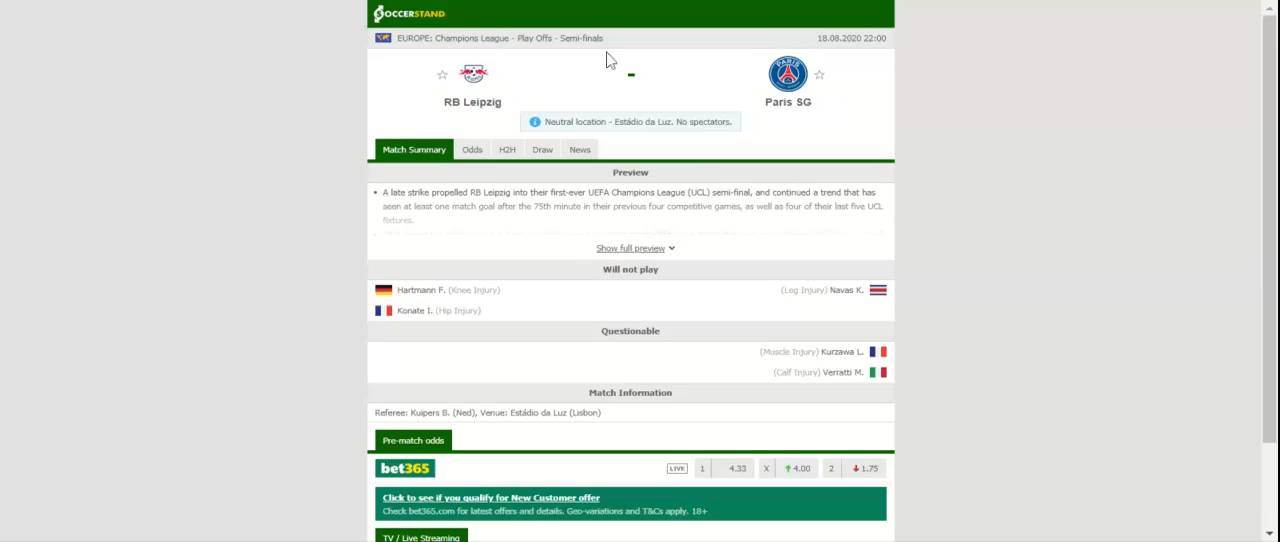 SOCCERSTAND
EUROPE: Champions League - Play Offs - Semi-finals 18.08.2020 22:00
-
RB Leipzig Paris SG
Neutral location - Estádio da Luz. No spectators.
Match Summary Odds H2H Draw News
Preview
• A late strike propelled RB Leipzig into their first-ever UEFA Champions League (UCL) semi-final, and continued a trend that has
seen at least one match goal after the 75th minute in their previous four competitive games, as well as four of their last five UCL
fixtures.
Show full preview
Will not play
Hartmann F. (Knee Injury) (Leg Injury) Navas K.
Konate I. (Hip Injury)
Questionable
(Muscle Injury) Kurzawa L.
(Calf Injury) Verratti M.
Match Information
Referee: Kuipers B. (Ned), Venue: Estádio da Luz (Lisbon)
Pre-match odds
bet365 LIVE 1 4.33 X 4.00 2 1.75
Click to see if you qualify for New Customer offer
Check bet365.com for latest offers and details. Geo-variations and T&Cs apply. 18+
TV / Live Streaming